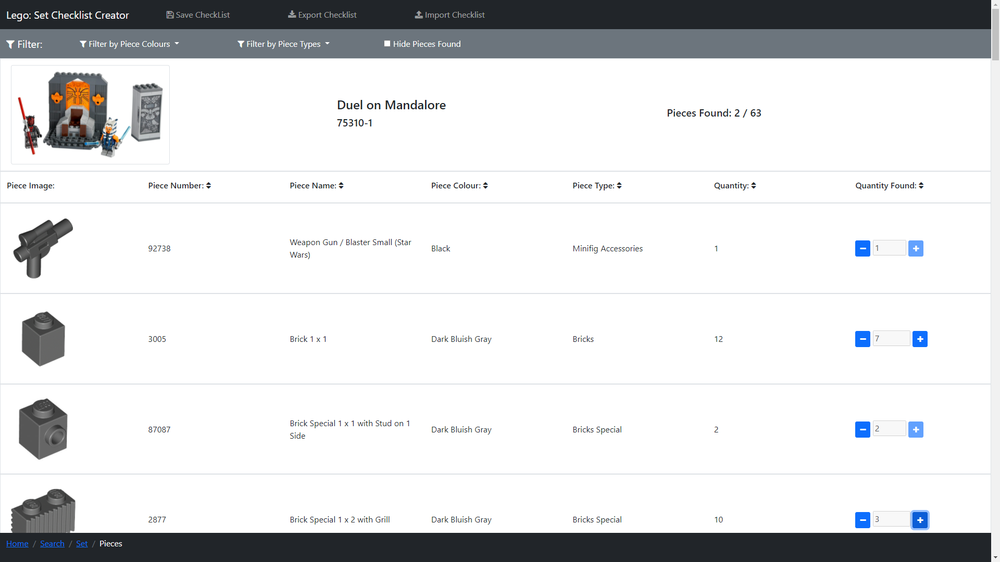 Lego: Set Checklist Creator
Save CheckList
Export Checklist
Import Checklist
Filter:
Filter by Piece Colours
Filter by Piece Types
Hide Pieces Found
Duel on Mandalore
75310-1
Pieces Found: 2 / 63
Piece Image:
Piece Number:
Piece Name:
Piece Colour:
Piece Type:
Quantity:
Quantity Found:
92738
Weapon Gun / Blaster Small (Star
Wars)
Black
Minifig Accessories
1
1
3005
Brick 1 x 1
Dark Bluish Gray
Bricks
12
7
87087
Brick Special 1 x 1 with Stud on 1
Side
Dark Bluish Gray
Bricks Special
2
2
2877
Brick Special 1 x 2 with Grill
Dark Bluish Gray
Bricks Special
10
3
Home / Search / Set / Pieces